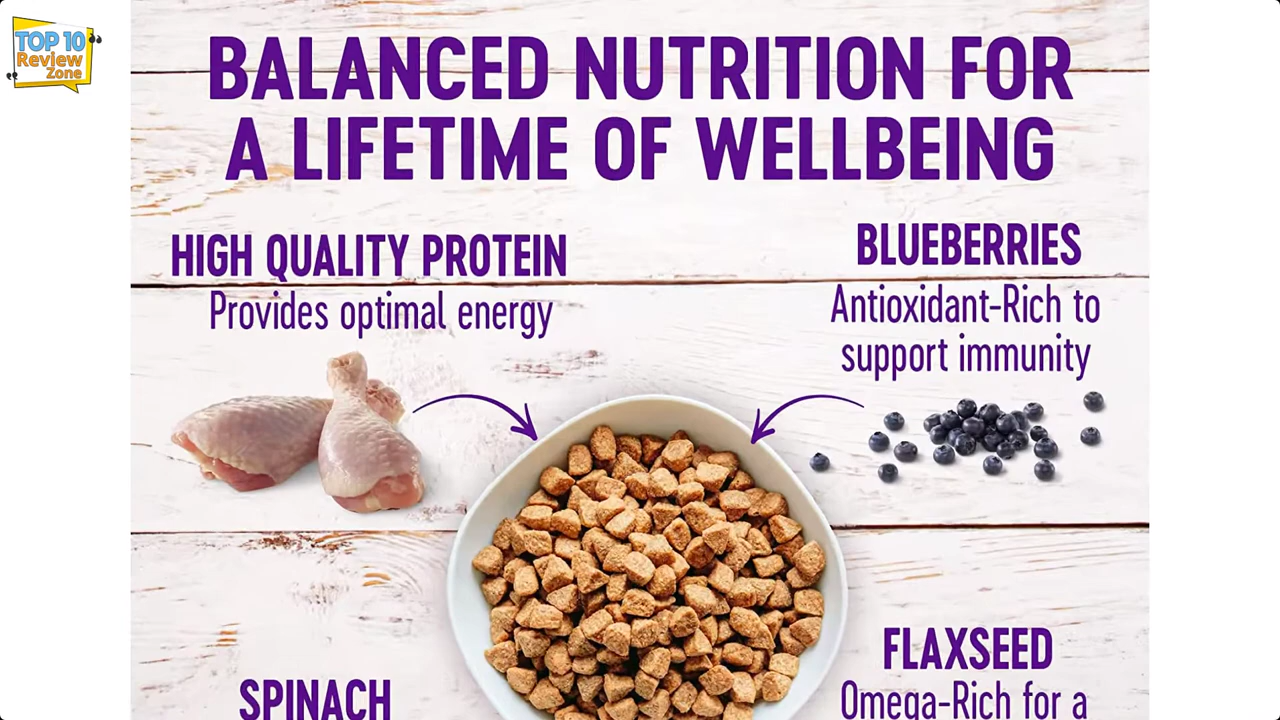 TOP 10
Review
Zone
BALANCED NUTRITION FOR
A LIFETIME OF WELLBEING
HIGH QUALITY PROTEIN
Provides optimal energy
BLUEBERRIES
Antioxidant-Rich to
support immunity
SPINACH
FLAXSEED
Omega-Rich for a